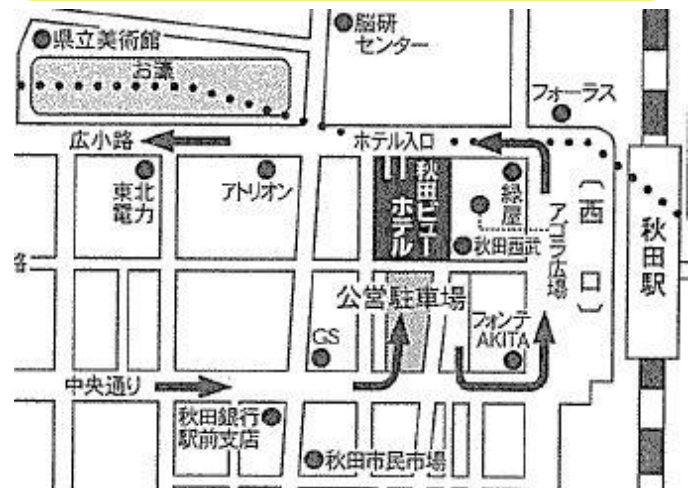 県立美術館
脳研
センター
お濠
フォーラス
広小路
ホテル入口
東北
電力
アトリオン
秋田ビュー
ホテル
緑屋
秋田西武
アゴラ広場
(西口)
秋田駅
路
公営駐車場
GS
フォンテ
AKITA
中央通り
秋田銀行
駅前支店
秋田市民市場